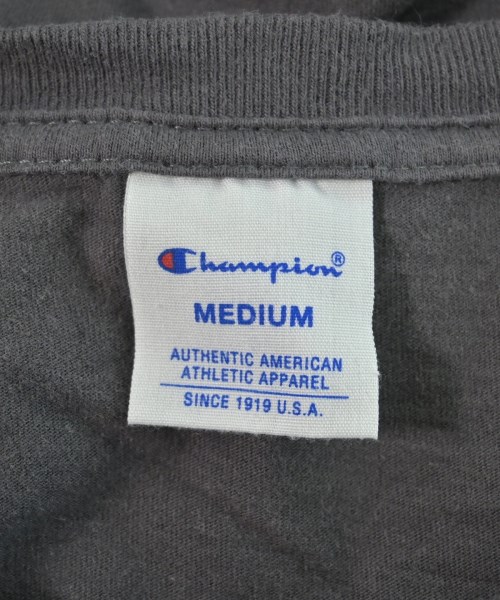 Champion®
MEDIUM
AUTHENTIC AMERICAN
ATHLETIC APPAREL
SINCE 1919 U.S.A.